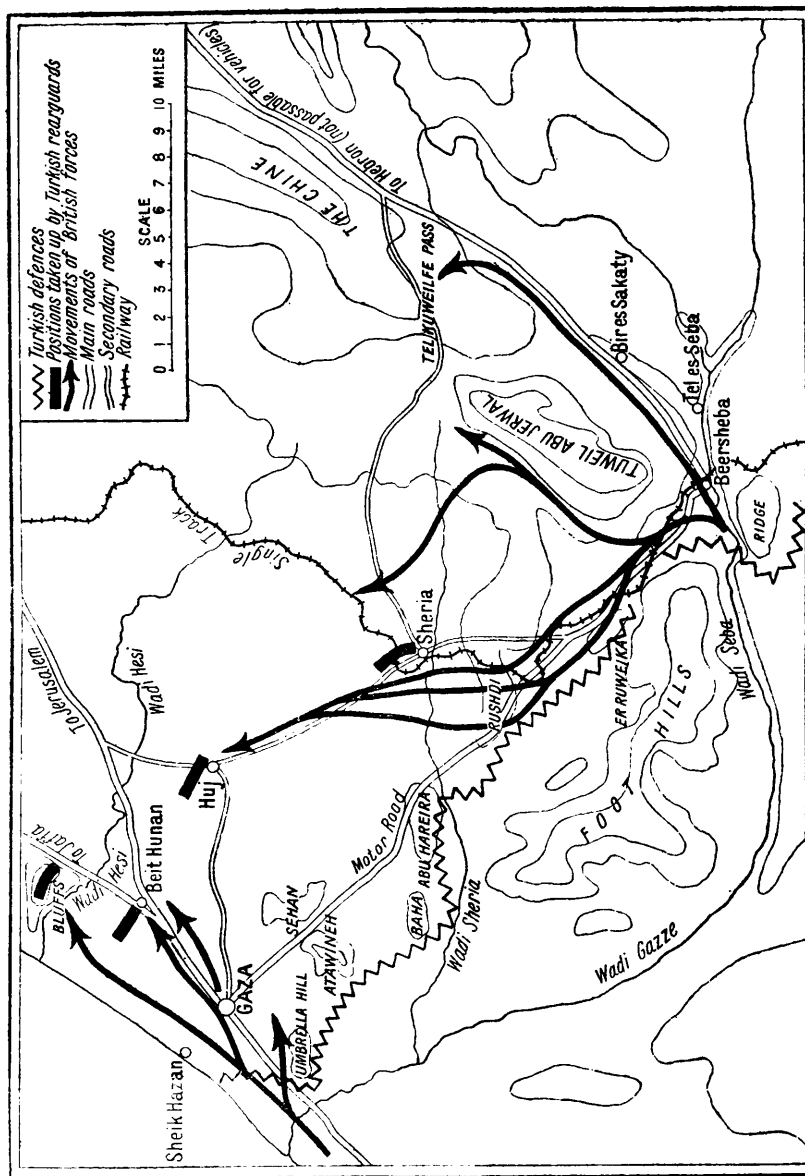 Turkish defences
Positions taken up by Turkish rearguards
Movements of British forces
Main roads
Secondary roads
Railway
SCALE
0 1 2 3 4 5 6 7 8 9 10 MILES
To Hebron (not passable for vehicles)
THE CHINE
TEL KUWEILFE PASS
Bires Sakaty
Tel es-Seba
Beersheba
TUWEIL ABU JERWAL
RIDGE
Single Track
Wadi Hesi
To Jerusalem
Sheria
RUSHDI
ER RUWEIKA
FOOT HILLS
Wadi Seba
Huj
To Jaffa
Wadi Hesi
Beit Hunan
BLUFFS
Motor Road
ABU HAREIRA
BAHA
SEHAN
ATAWINEH
Wadi Sheria
Wadi Gazze
GAZA
UMBRELLA HILL
Sheik Hazan